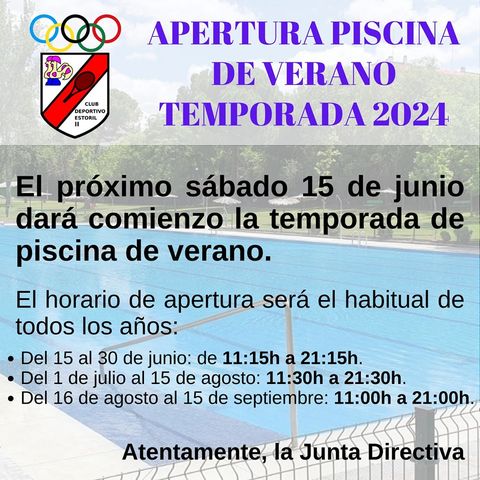 APERTURA PISCINA
DE VERANO
TEMPORADA 2024
CLUB
DEPORTIVO
ESTORIL
II
El próximo sábado 15 de junio
dará comienzo la temporada de
piscina de verano.
El horario de apertura será el habitual de
todos los años:
• Del 15 al 30 de junio: de 11:15h a 21:15h.
• Del 1 de julio al 15 de agosto: 11:30h a 21:30h.
• Del 16 de agosto al 15 de septiembre: 11:00h a 21:00h.
Atentamente, la Junta Directiva